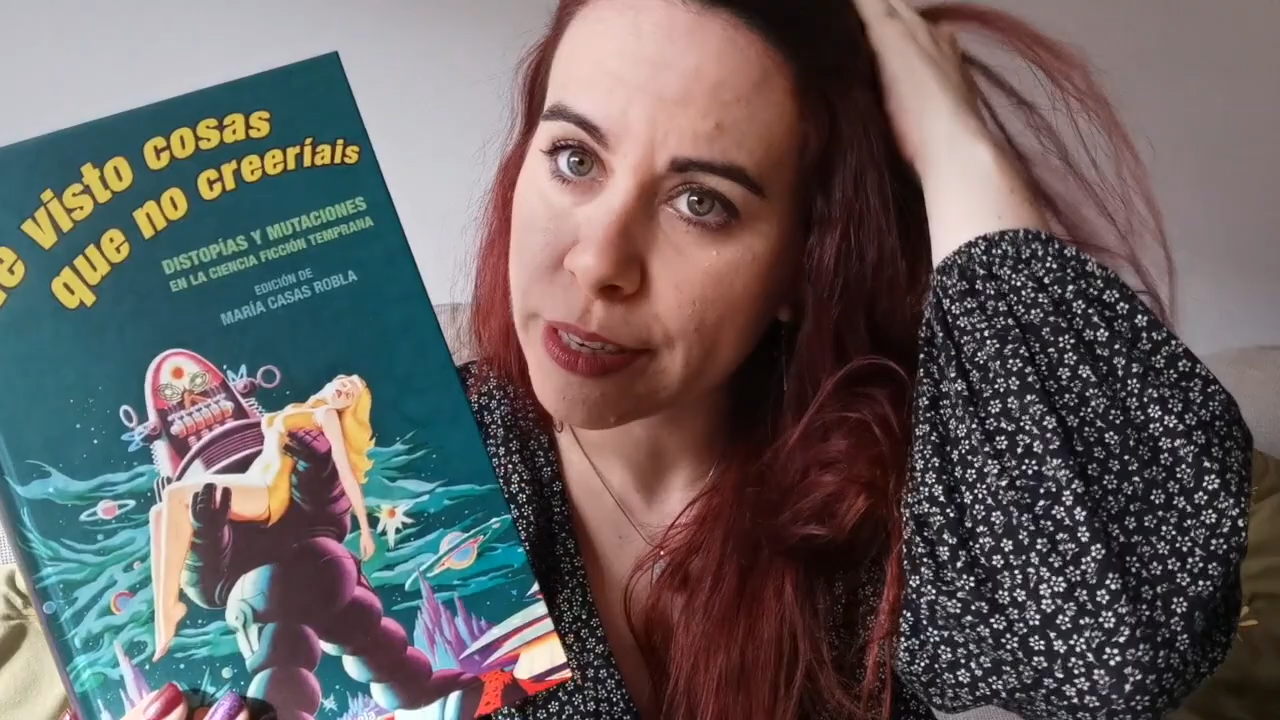 visto cosas
que no creeríais
DISTOPÍAS Y MUTACIONES
EN LA CIENCIA FICCIÓN TEMPRANA
EDICIÓN DE
MARÍA CASAS ROBLA